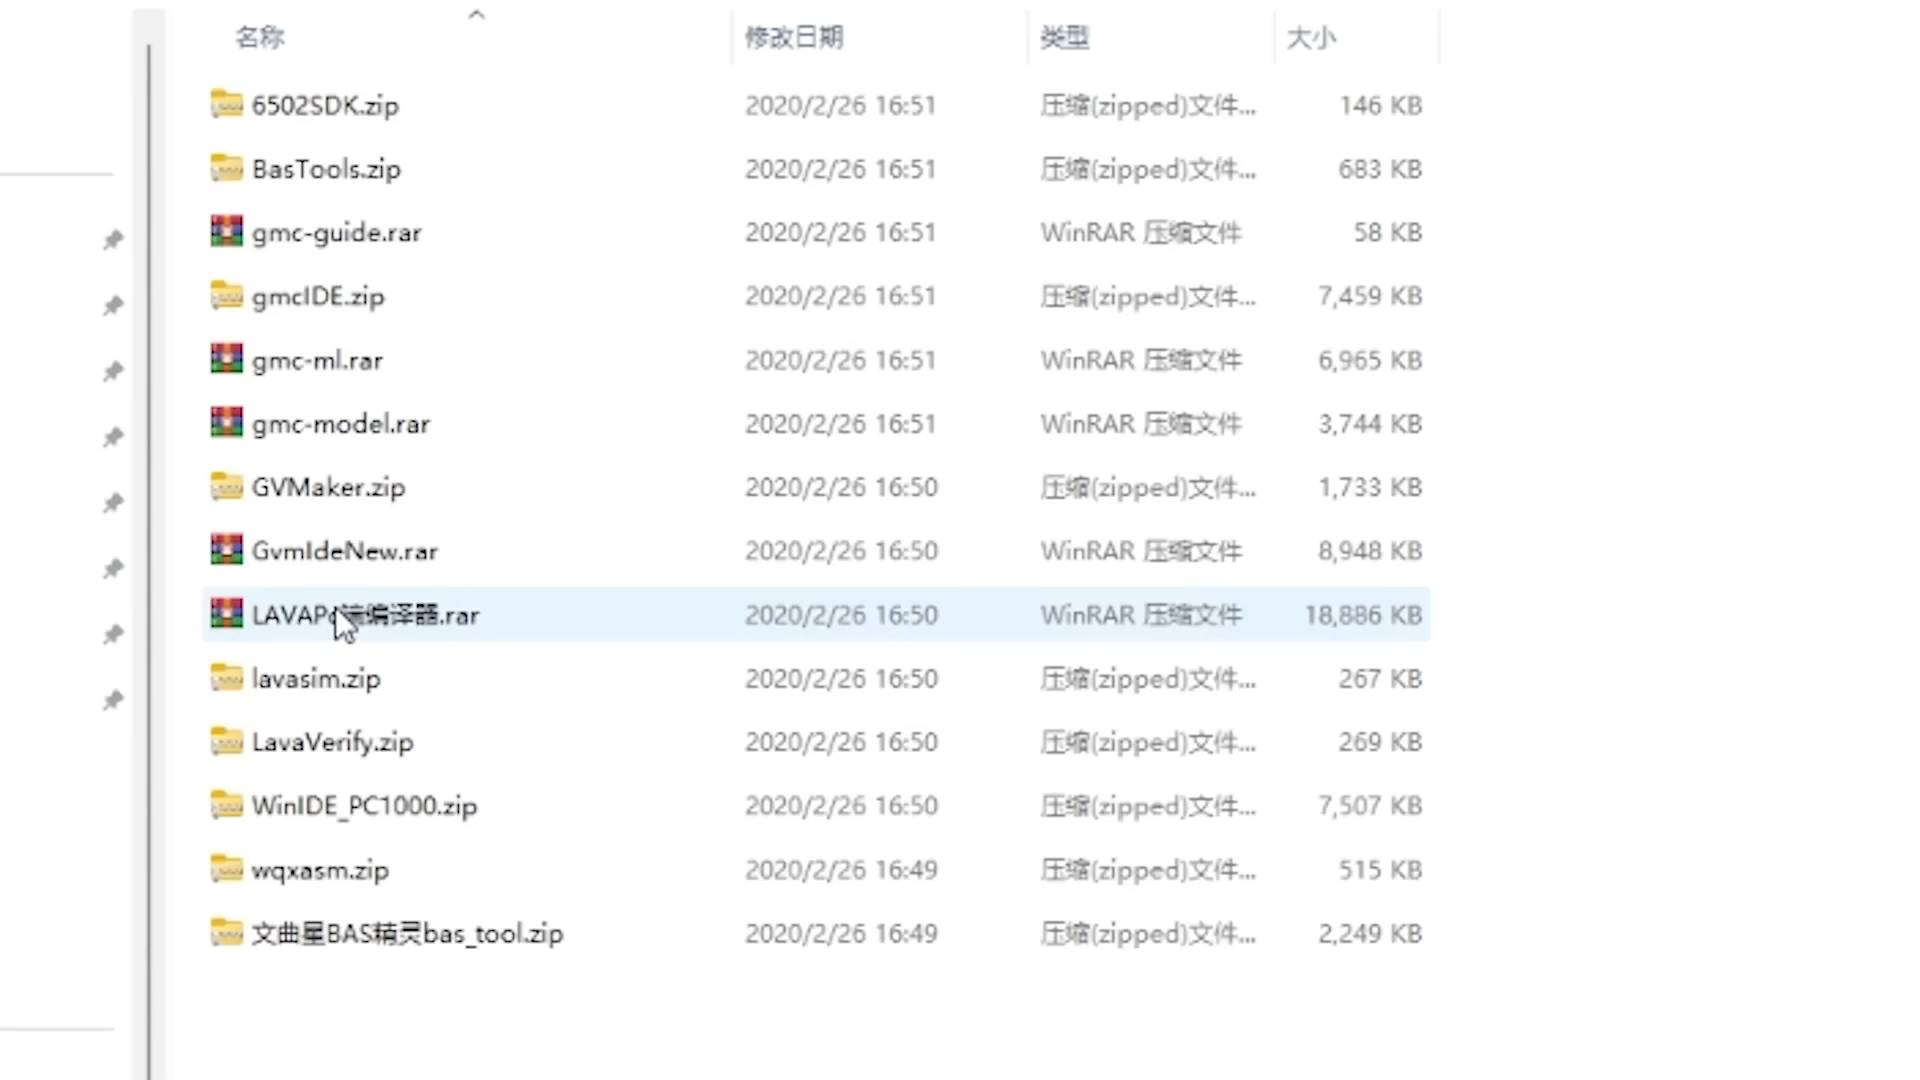 名称 修改日期 类型 大小
6502SDK.zip 2020/2/26 16:51 压缩(zipped)文件... 146 KB
BasTools.zip 2020/2/26 16:51 压缩(zipped)文件... 683 KB
gmc-guide.rar 2020/2/26 16:51 WinRAR 压缩文件 58 KB
gmcIDE.zip 2020/2/26 16:51 压缩(zipped)文件... 7,459 KB
gmc-ml.rar 2020/2/26 16:51 WinRAR 压缩文件 6,965 KB
gmc-model.rar 2020/2/26 16:51 WinRAR 压缩文件 3,744 KB
GVMaker.zip 2020/2/26 16:50 压缩(zipped)文件... 1,733 KB
GvmIdeNew.rar 2020/2/26 16:50 WinRAR 压缩文件 8,948 KB
LAVAPc端编译器.rar 2020/2/26 16:50 WinRAR 压缩文件 18,886 KB
lavasim.zip 2020/2/26 16:50 压缩(zipped)文件... 267 KB
LavaVerify.zip 2020/2/26 16:50 压缩(zipped)文件... 269 KB
WinIDE_PC1000.zip 2020/2/26 16:50 压缩(zipped)文件... 7,507 KB
wqxasm.zip 2020/2/26 16:49 压缩(zipped)文件... 515 KB
文曲星BAS精灵bas_tool.zip 2020/2/26 16:49 压缩(zipped)文件... 2,249 KB